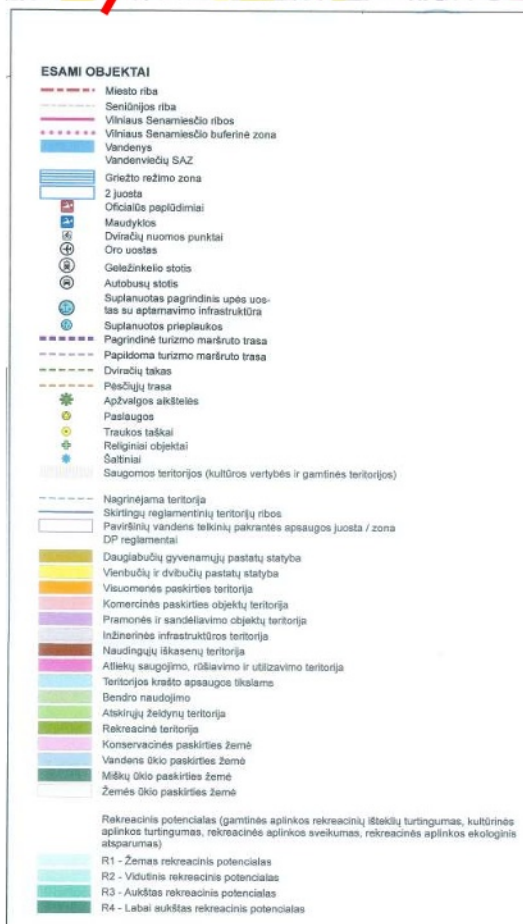 ESAMI OBJEKTAI
Miesto riba
Seniūnijos riba
Vilniaus Senamiesčio ribos
Vilniaus Senamiesčio buferinė zona
Vandenys
Vandenviečių SAZ
Griežto režimo zona
2 juosta
Oficialūs paplūdimiai
Maudyklos
Dviračių nuomos punktai
Oro uostas
Geležinkelio stotis
Autobusų stotis
Suplanuotas pagrindinis upės uos-
tas su aptarnavimo infrastruktūra
Suplanuotos prieplaukos
Pagrindinė turizmo maršruto trasa
Papildoma turizmo maršruto trasa
Dviračių takas
Pėsčiųjų trasa
Apžvalgos aikštelės
Paslaugos
Traukos taškai
Religiniai objektai
Šaltiniai
Saugomos teritorijos (kultūros vertybės ir gamtinės teritorijos)
Nagrinėjama teritorija
Skirtingų reglamentinių teritorijų ribos
Paviršinių vandens telkinių pakrantės apsaugos juosta / zona
DP reglamentai
Daugiabučių gyvenamųjų pastatų statyba
Vienbučių ir dvibučių pastatų statyba
Visuomenės paskirties teritorija
Komercinės paskirties objektų teritorija
Pramonės ir sandėliavimo objektų teritorija
Inžinerinės infrastruktūros teritorija
Naudingųjų iškasenų teritorija
Atliekų saugojimo, rūšiavimo ir utilizavimo teritorija
Teritorijos krašto apsaugos tikslams
Bendro naudojimo
Atskirųjų želdynų teritorija
Rekreacinė teritorija
Konservacinės paskirties žemė
Vandens ūkio paskirties žemė
Miškų ūkio paskirties žemė
Žemės ūkio paskirties žemė
Rekreacinis potencialas (gamtinės aplinkos rekreacinių išteklių turtingumas, kultūrinės
aplinkos turtingumas, rekreacinės aplinkos sveikumas, rekreacinės aplinkos ekologinis
atsparumas)
R1 - Žemas rekreacinis potencialas
R2 - Vidutinis rekreacinis potencialas
R3 - Aukštas rekreacinis potencialas
R4 - Labai aukštas rekreacinis potencialas